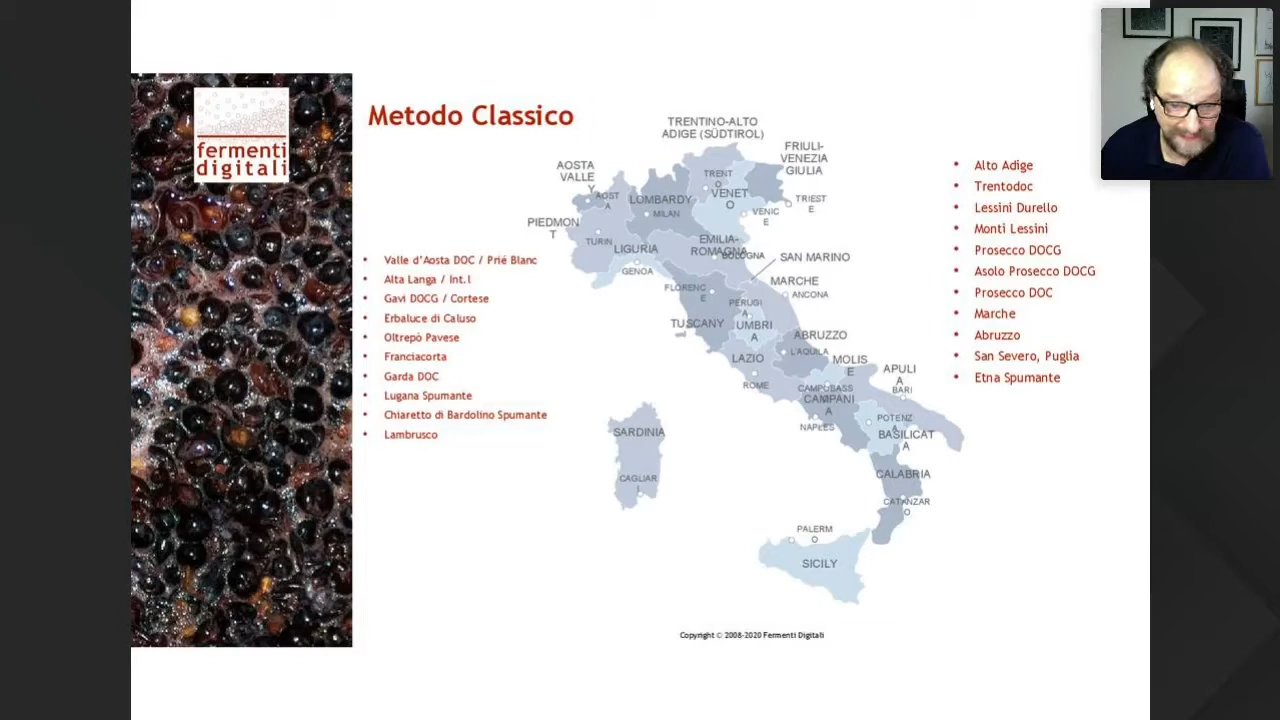 fermenti
digitali
Metodo Classico
Valle d'Aosta DOC / Prié Blanc
Alta Langa / Int.l
Gavi DOCG / Cortese
Erbaluce di Caluso
Oltrepò Pavese
Franciacorta
Garda DOC
Lugana Spumante
Chiaretto di Bardolino Spumante
Lambrusco
TRENTINO-ALTO
ADIGE (SÜDTIROL)
FRIULI-
VENEZIA
GIULIA
AOSTA
VALLE
Y
AOST
A
LOMBARDY
MILAN
TRENT
O
VENET
O
VENIC
E
TRIEST
E
PIEDMON
T
TURIN
LIGURIA
GENOA
EMILIA-
ROMAGNA
BOLOGNA
SAN MARINO
MARCHE
ANCONA
FLORENC
E
TUSCANY
PERUGI
A
UMBRI
A
ABRUZZO
L'AQUILA
LAZIO
ROME
MOLIS
E
CAMPOBASS
O
CAMPANI
A
NAPLES
APULI
A
BARI
POTENZ
A
BASILICAT
A
SARDINIA
CAGLIAR
I
CALABRIA
CATANZAR
O
PALERM
O
SICILY
Alto Adige
Trentodoc
Lessini Durello
Monti Lessini
Prosecco DOCG
Asolo Prosecco DOCG
Prosecco DOC
Marche
Abruzzo
San Severo, Puglia
Etna Spumante
Copyright © 2008-2020 Fermenti Digitali